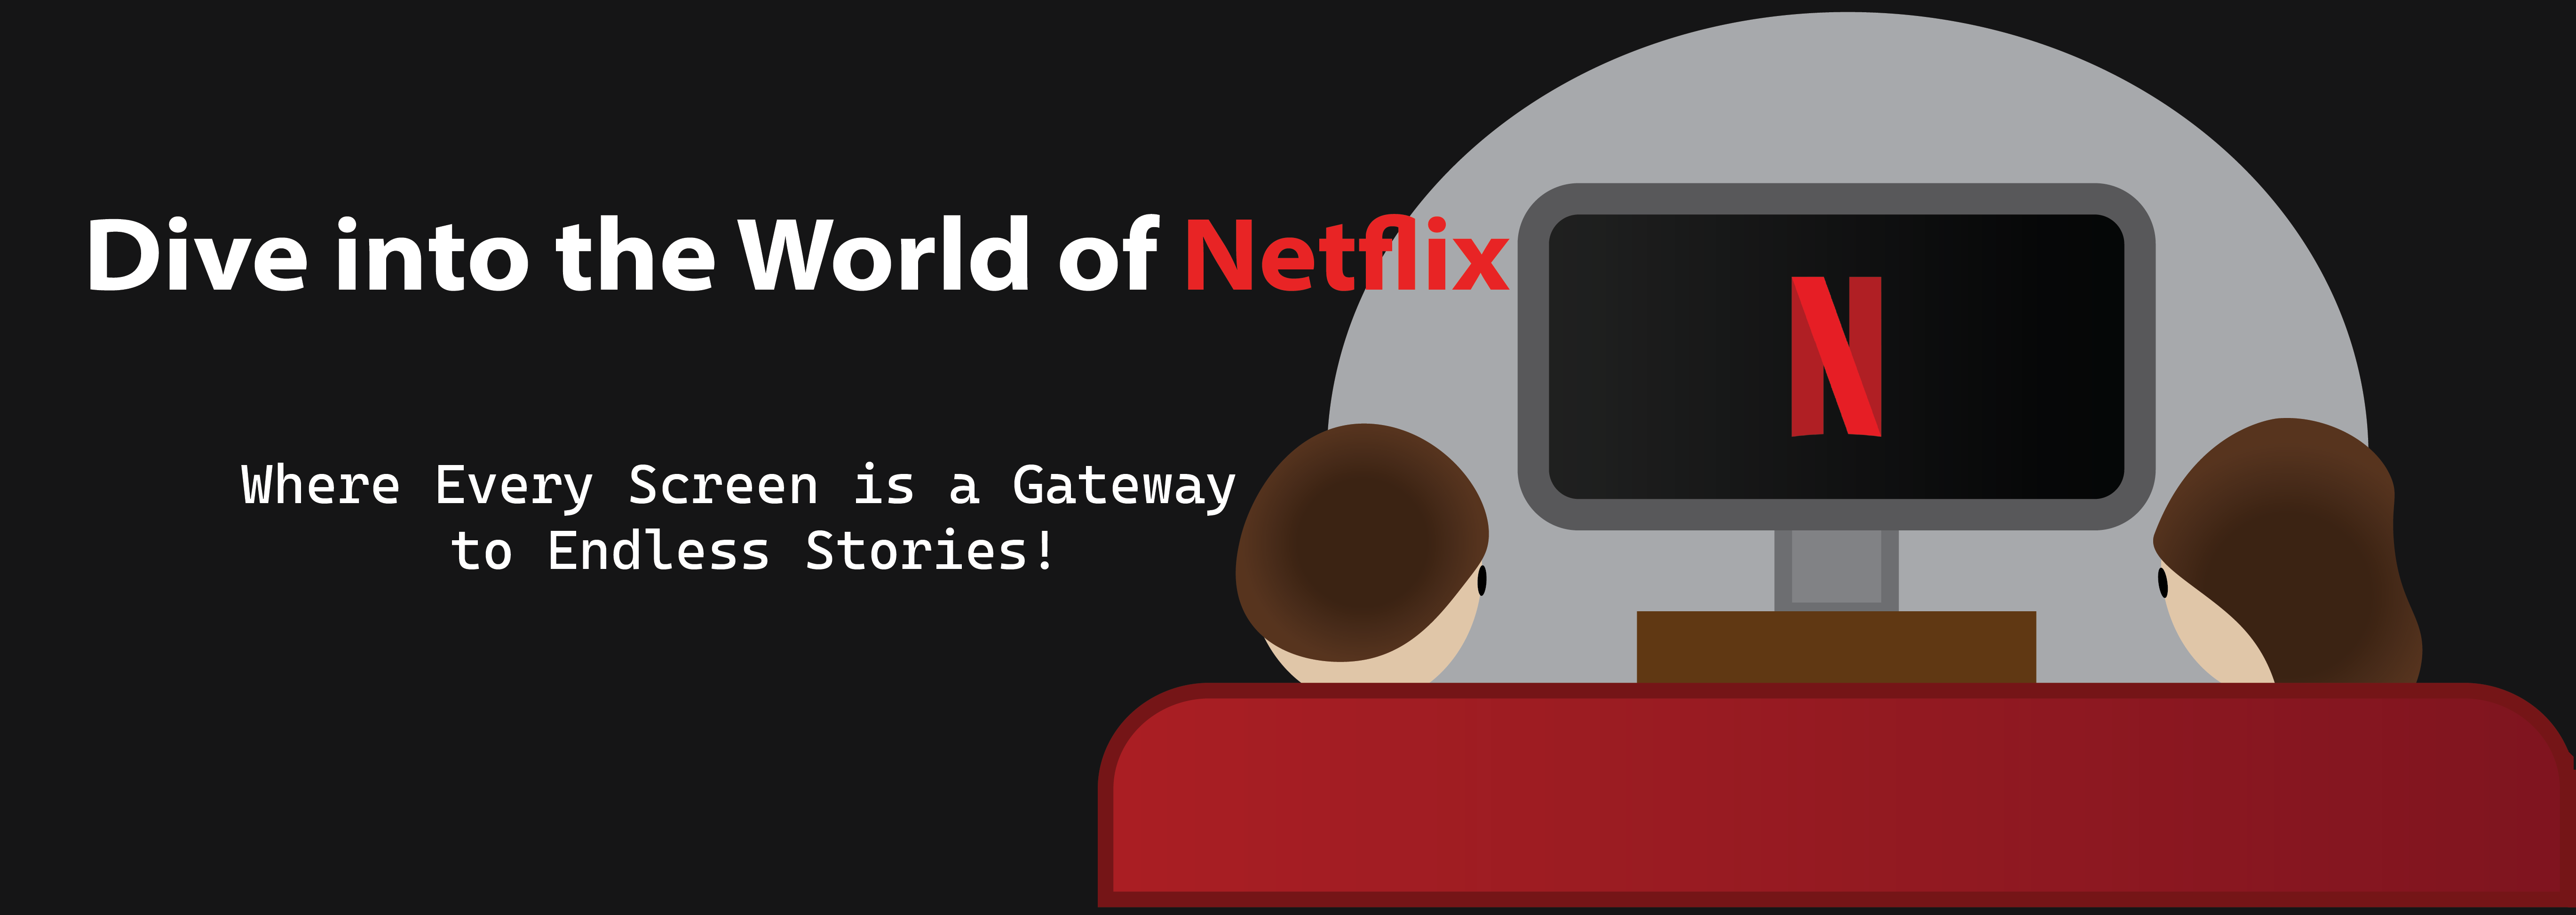 Dive into the World of Netflix
N
Where Every Screen is a Gateway
to Endless Stories!